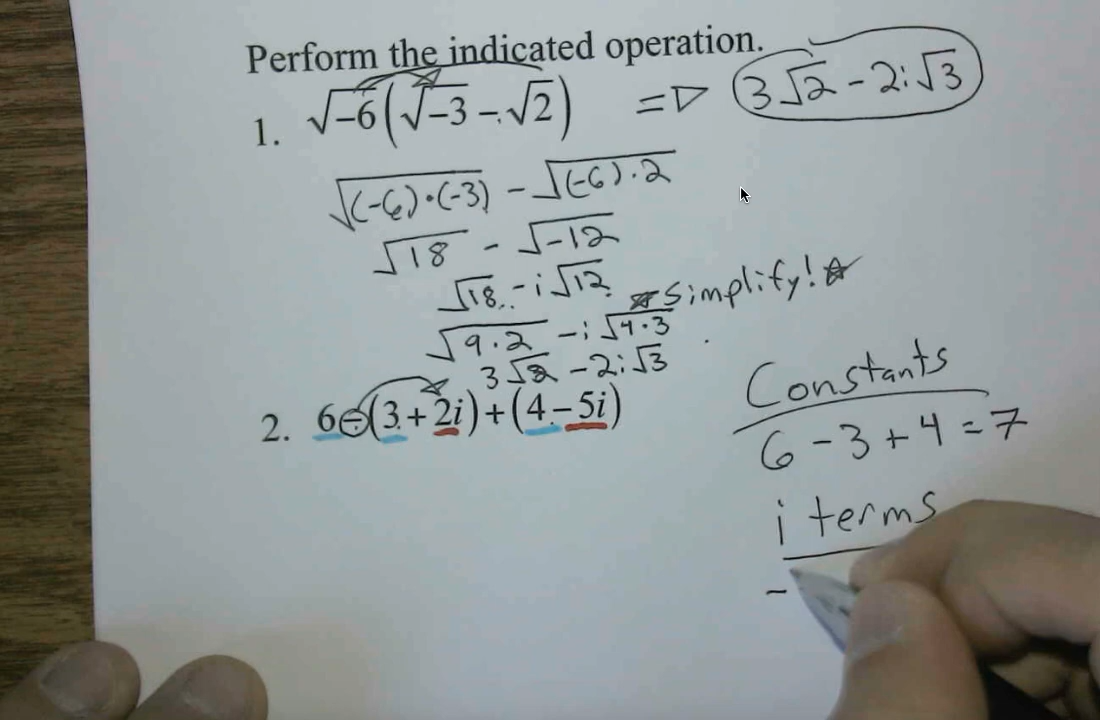 Perform the indicated operation.
1. √-6(√-3 - √2) => 3√2 - 2i√3
√(-6)·(-3) - √(-6)·2
√18 - √-12
√18 - i√12
☆Simplify!☆
√9·2 - i√4·3
3√2 - 2i√3
2. 6-(3+2i)+(4-5i)
Constants
6-3+4=7
i terms
-